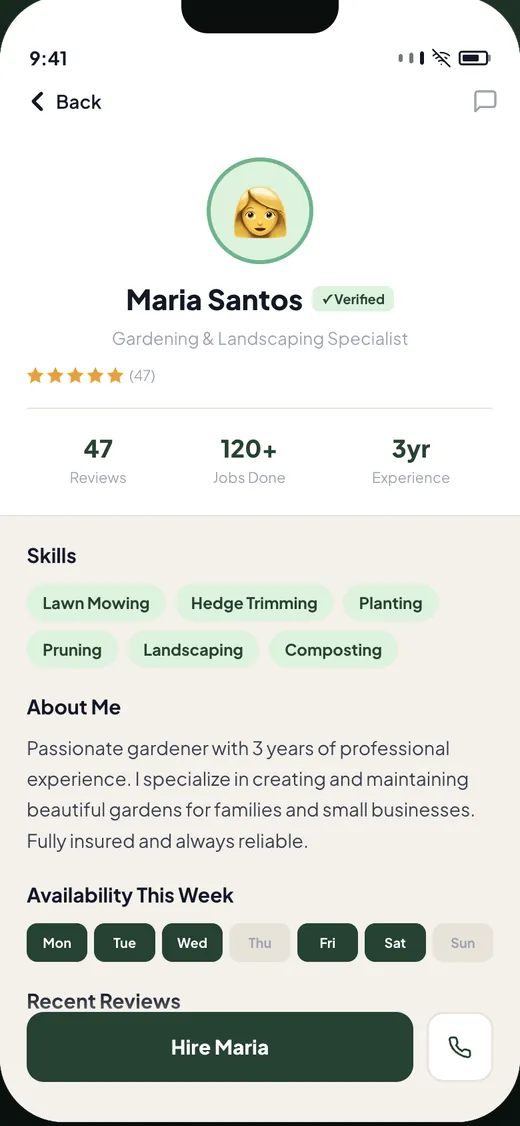 9:41
Back
Maria Santos ✓Verified
Gardening & Landscaping Specialist
(47)
47 120+ 3yr
Reviews Jobs Done Experience
Skills
Lawn Mowing Hedge Trimming Planting
Pruning Landscaping Composting
About Me
Passionate gardener with 3 years of professional
experience. I specialize in creating and maintaining
beautiful gardens for families and small businesses.
Fully insured and always reliable.
Availability This Week
Mon Tue Wed Thu Fri Sat Sun
Recent Reviews
Hire Maria